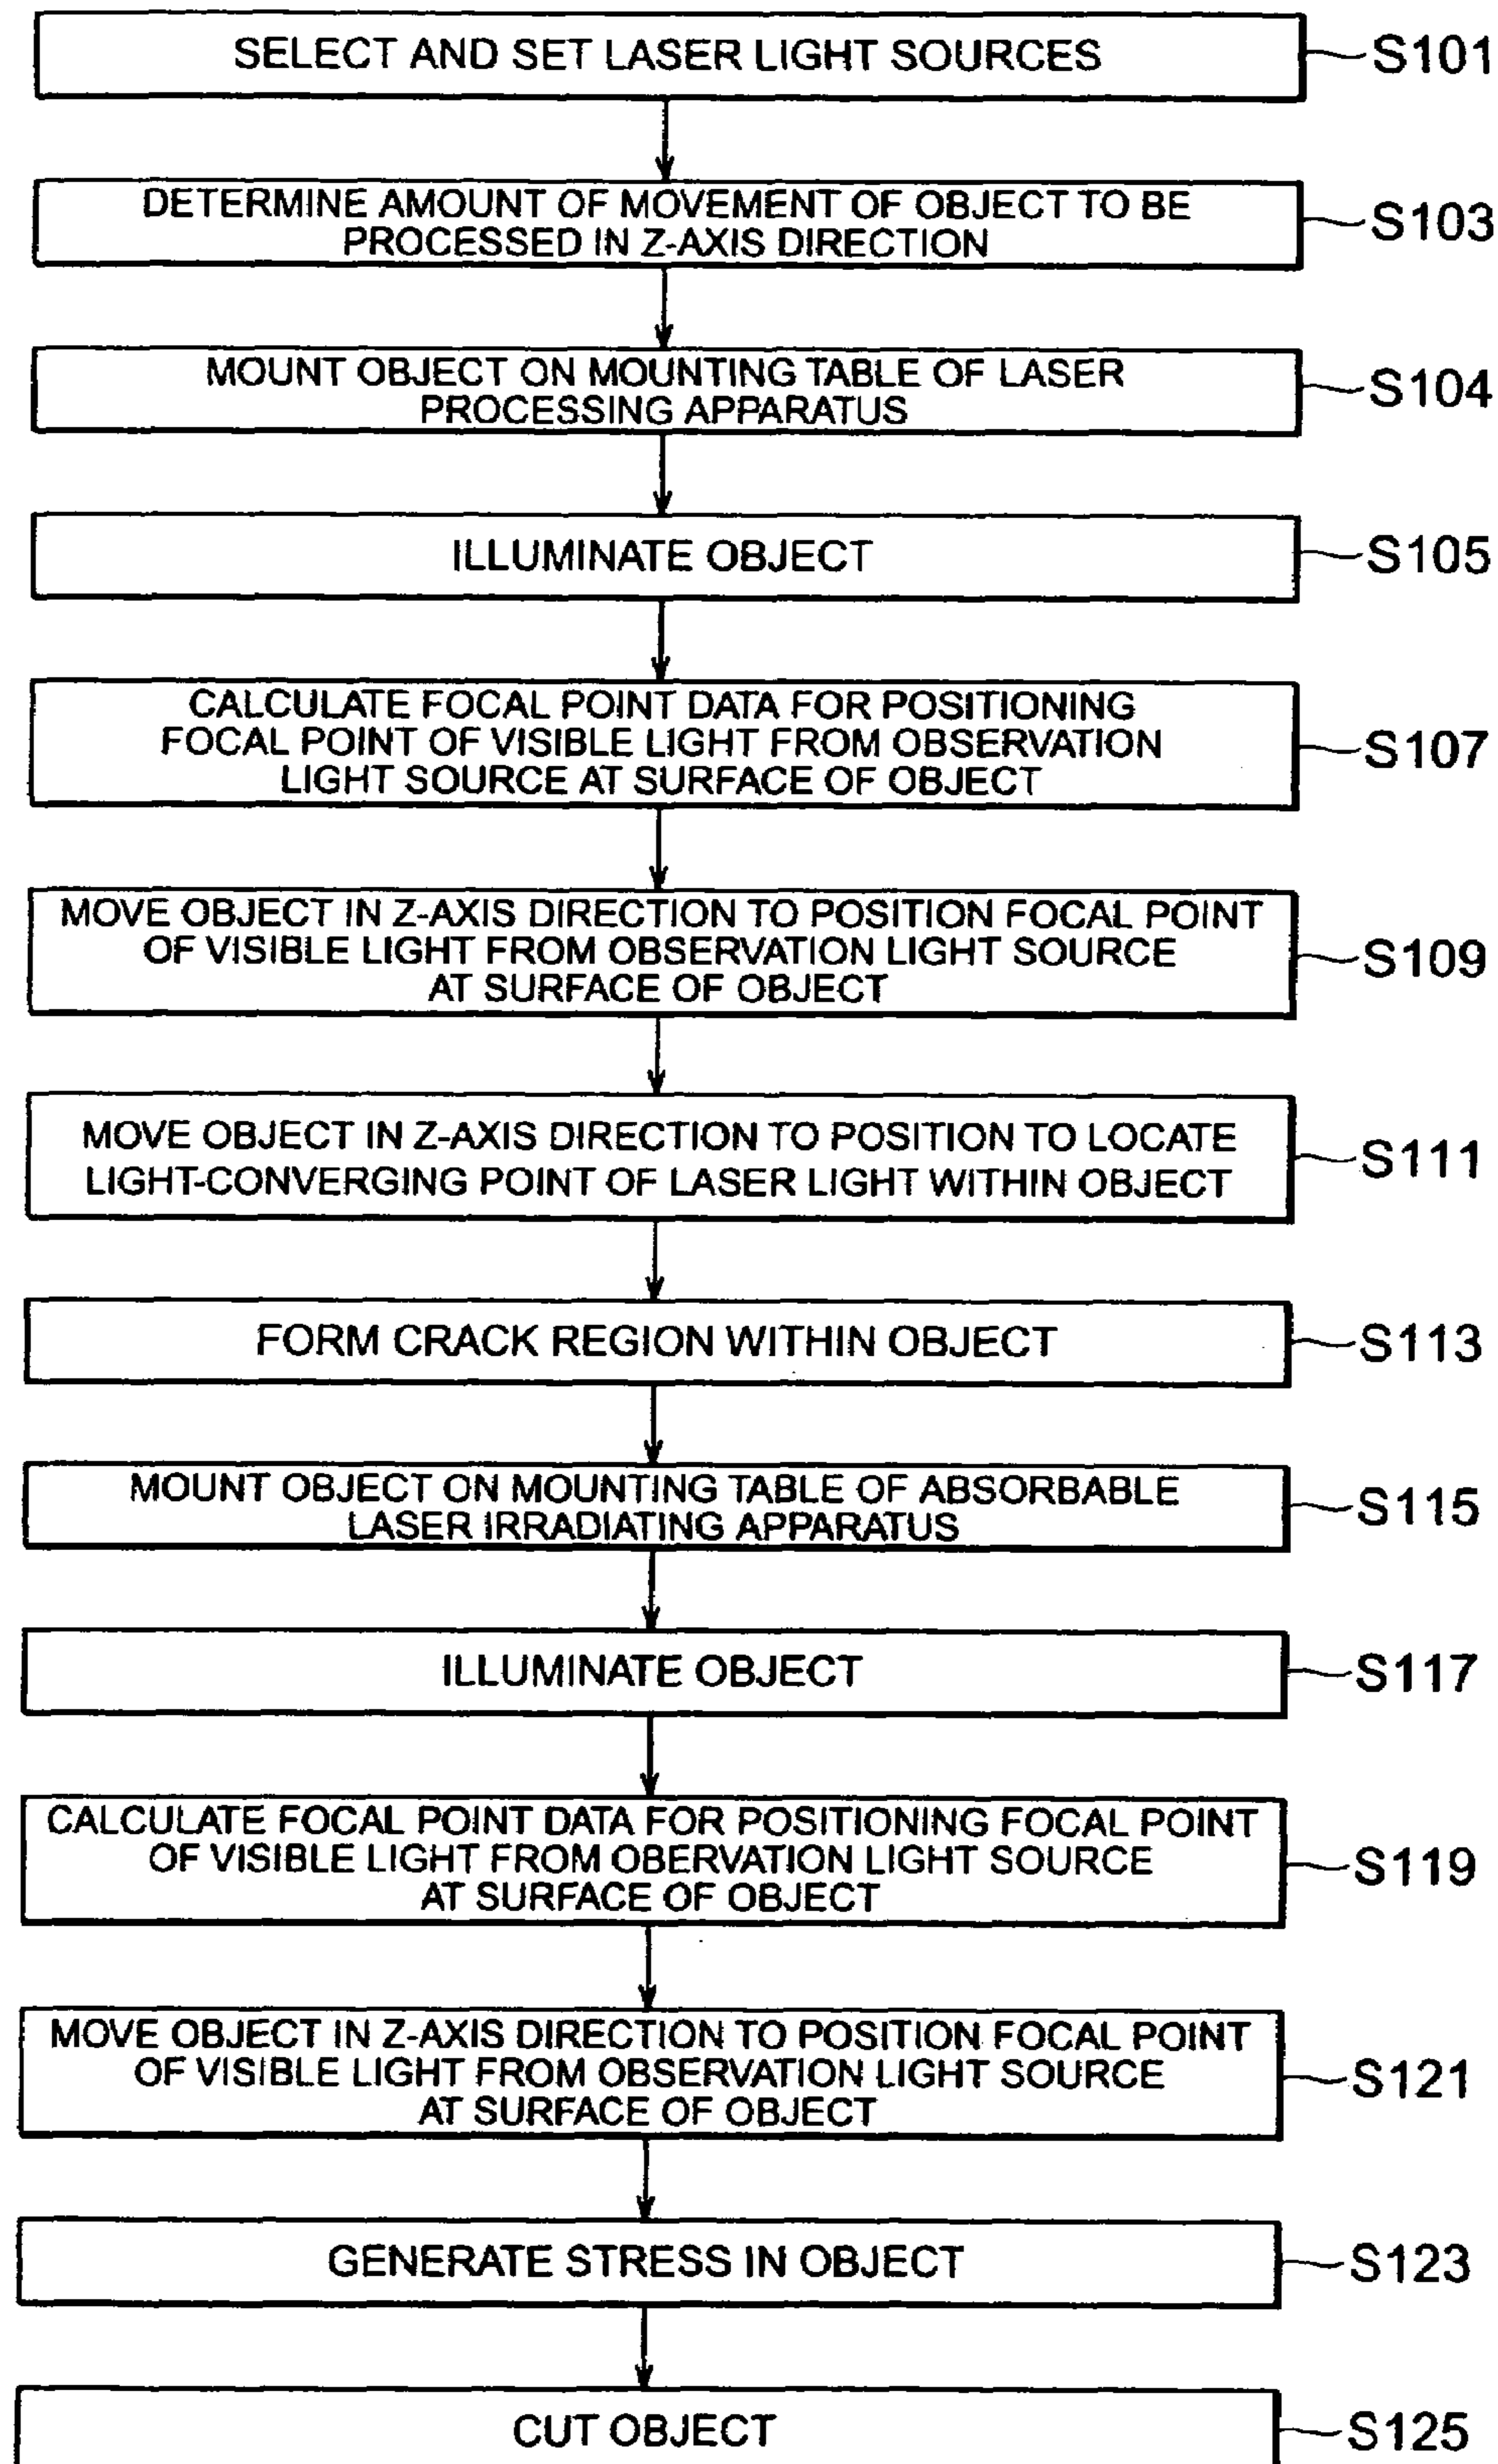 SELECT AND SET LASER LIGHT SOURCES
S101
DETERMINE AMOUNT OF MOVEMENT OF OBJECT TO BE
PROCESSED IN Z-AXIS DIRECTION
S103
MOUNT OBJECT ON MOUNTING TABLE OF LASER
PROCESSING APPARATUS
S104
ILLUMINATE OBJECT
S105
CALCULATE FOCAL POINT DATA FOR POSITIONING
FOCAL POINT OF VISIBLE LIGHT FROM OBSERVATION
LIGHT SOURCE AT SURFACE OF OBJECT
S107
MOVE OBJECT IN Z-AXIS DIRECTION TO POSITION FOCAL POINT
OF VISIBLE LIGHT FROM OBSERVATION LIGHT SOURCE
AT SURFACE OF OBJECT
S109
MOVE OBJECT IN Z-AXIS DIRECTION TO POSITION TO LOCATE
LIGHT-CONVERGING POINT OF LASER LIGHT WITHIN OBJECT
S111
FORM CRACK REGION WITHIN OBJECT
S113
MOUNT OBJECT ON MOUNTING TABLE OF ABSORBABLE
LASER IRRADIATING APPARATUS
S115
ILLUMINATE OBJECT
S117
CALCULATE FOCAL POINT DATA FOR POSITIONING FOCAL POINT
OF VISIBLE LIGHT FROM OBERVATION LIGHT SOURCE
AT SURFACE OF OBJECT
S119
MOVE OBJECT IN Z-AXIS DIRECTION TO POSITION FOCAL POINT
OF VISIBLE LIGHT FROM OBSERVATION LIGHT SOURCE
AT SURFACE OF OBJECT
S121
GENERATE STRESS IN OBJECT
S123
CUT OBJECT
S125